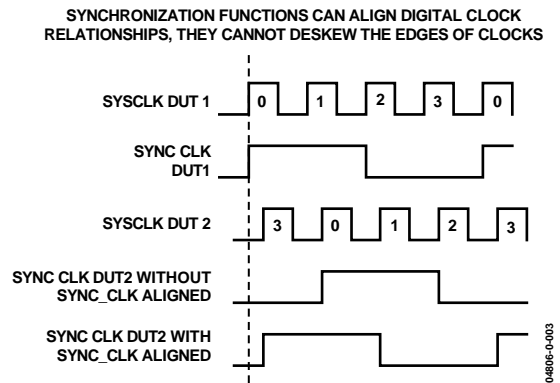 SYNCHRONIZATION FUNCTIONS CAN ALIGN DIGITAL CLOCK
RELATIONSHIPS, THEY CANNOT DESKEW THE EDGES OF CLOCKS
SYSCLK DUT 1
0 1 2 3 0
SYNC CLK
DUT1
SYSCLK DUT 2
3 0 1 2 3
SYNC CLK DUT2 WITHOUT
SYNC_CLK ALIGNED
SYNC CLK DUT2 WITH
SYNC_CLK ALIGNED
04806-0-003